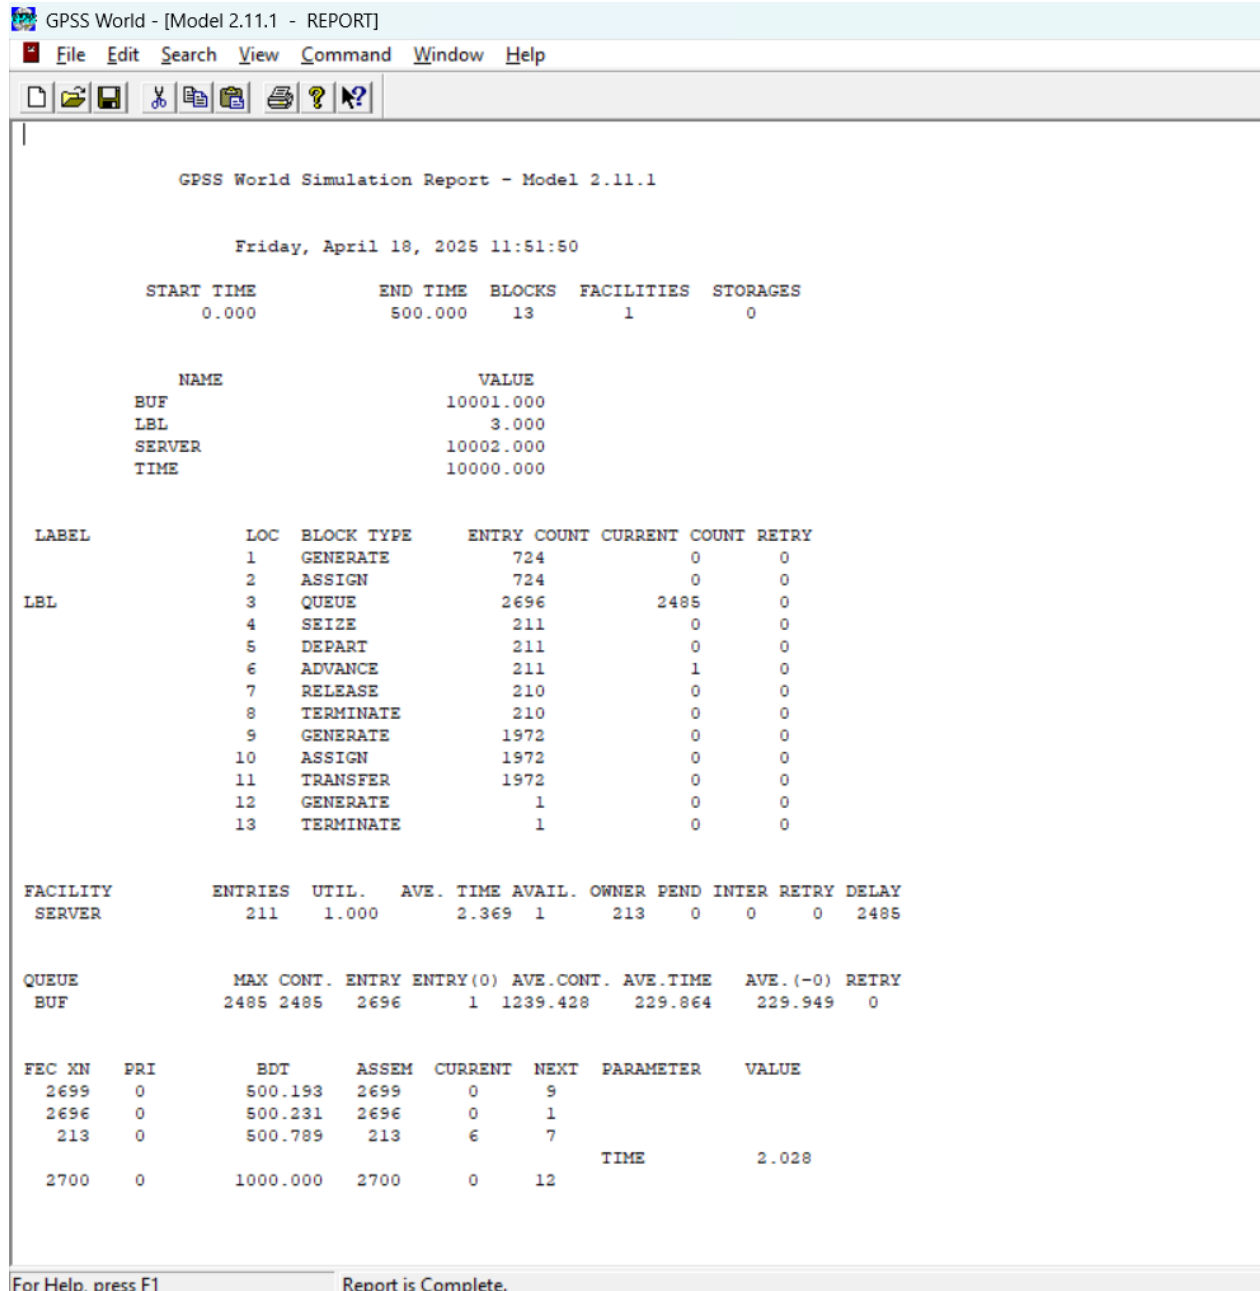 GPSS World - [Model 2.11.1 - REPORT]
File Edit Search View Command Window Help
GPSS World Simulation Report - Model 2.11.1
Friday, April 18, 2025 11:51:50
START TIME END TIME BLOCKS FACILITIES STORAGES
0.000 500.000 13 1 0
NAME VALUE
BUF 10001.000
LBL 3.000
SERVER 10002.000
TIME 10000.000
LABEL LOC BLOCK TYPE ENTRY COUNT CURRENT COUNT RETRY
1 GENERATE 724 0 0
2 ASSIGN 724 0 0
LBL 3 QUEUE 2696 2485 0
4 SEIZE 211 0 0
5 DEPART 211 0 0
6 ADVANCE 211 1 0
7 RELEASE 210 0 0
8 TERMINATE 210 0 0
9 GENERATE 1972 0 0
10 ASSIGN 1972 0 0
11 TRANSFER 1972 0 0
12 GENERATE 1 0 0
13 TERMINATE 1 0 0
FACILITY ENTRIES UTIL. AVE. TIME AVAIL. OWNER PEND INTER RETRY DELAY
SERVER 211 1.000 2.369 1 213 0 0 0 2485
QUEUE MAX CONT. ENTRY ENTRY(0) AVE.CONT. AVE.TIME AVE.(-0) RETRY
BUF 2485 2485 2696 1 1239.428 229.864 229.949 0
FEC XN PRI BDT ASSEM CURRENT NEXT PARAMETER VALUE
2699 0 500.193 2699 0 9
2696 0 500.231 2696 0 1
213 0 500.789 213 6 7
TIME 2.028
2700 0 1000.000 2700 0 12
For Help, press F1 Report is Complete.